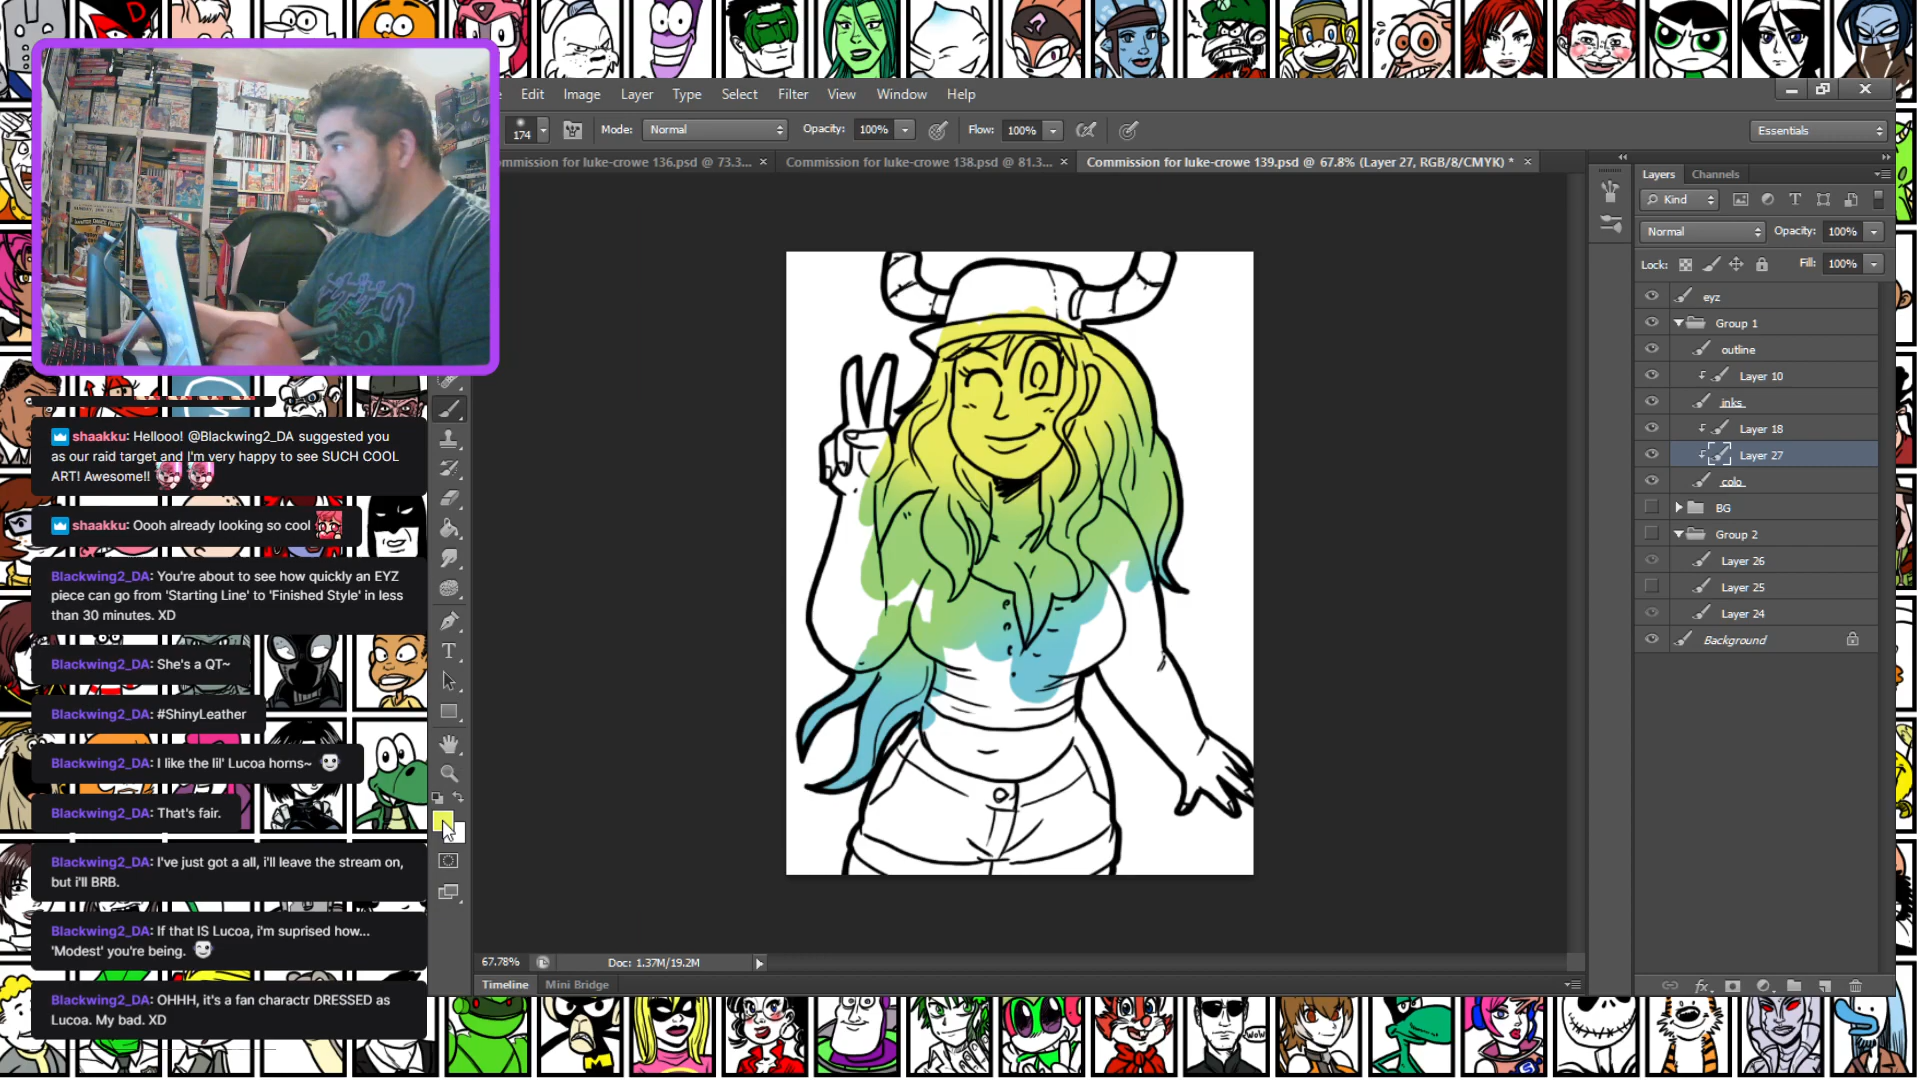 Edit Image Layer Type Select Filter View Window Help
174 Mode: Normal Opacity: 100% Flow: 100% Essentials
ommission for luke-crowe 136.psd @ 73.3... × Commission for luke-crowe 138.psd @ 81.3... × Commission for luke-crowe 139.psd @ 67.8% (Layer 27, RGB/8/CMYK) * ×
Layers Channels
Kind
Normal Opacity: 100%
Lock: Fill: 100%
eyz
Group 1
outline
Layer 10
inks
Layer 18
Layer 27
colo
BG
Group 2
Layer 26
Layer 25
Layer 24
Background
shaakku: Hellooo! @Blackwing2_DA suggested you
as our raid target and I'm very happy to see SUCH COOL
ART! Awesome!!
shaakku: Oooh already looking so cool
Blackwing2_DA: You're about to see how quickly an EYZ
piece can go from 'Starting Line' to 'Finished Style' in less
than 30 minutes. XD
Blackwing2_DA: She's a QT~
Blackwing2_DA: #ShinyLeather
Blackwing2_DA: I like the lil' Lucoa horns~
Blackwing2_DA: That's fair.
Blackwing2_DA: I've just got a all, i'll leave the stream on,
but i'll BRB.
Blackwing2_DA: If that IS Lucoa, i'm suprised how...
'Modest' you're being.
Blackwing2_DA: OHHH, it's a fan charactr DRESSED as
Lucoa. My bad. XD
67.78% Doc: 1.37M/19.2M
Timeline Mini Bridge
WOW